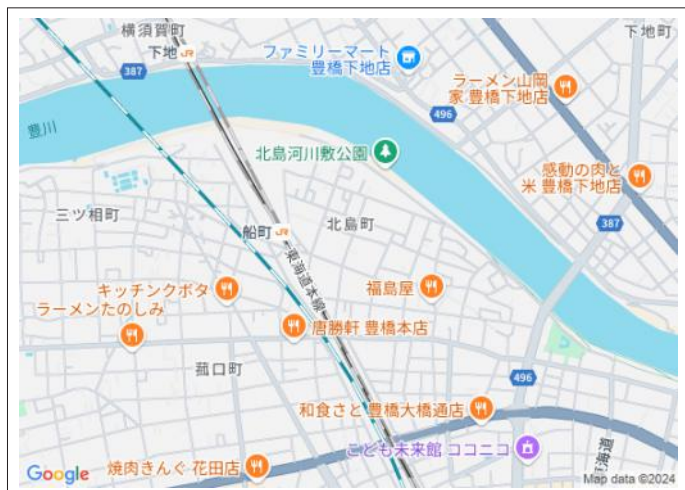 横須賀町
下地
387
ファミリーマート
豊橋下地店
下地町
ラーメン山岡
家 豊橋下地店
496
豊川
北島河川敷公園
感動の肉と
米 豊橋下地店
387
三ツ相町
船町
北島町
キッチンクボタ
ラーメンたのしみ
福島屋
唐勝軒 豊橋本店
菰口町
496
和食さと 豊橋大橋通店
こども未来館 ココニコ
焼肉きんぐ 花田店
Google
Map data ©2024